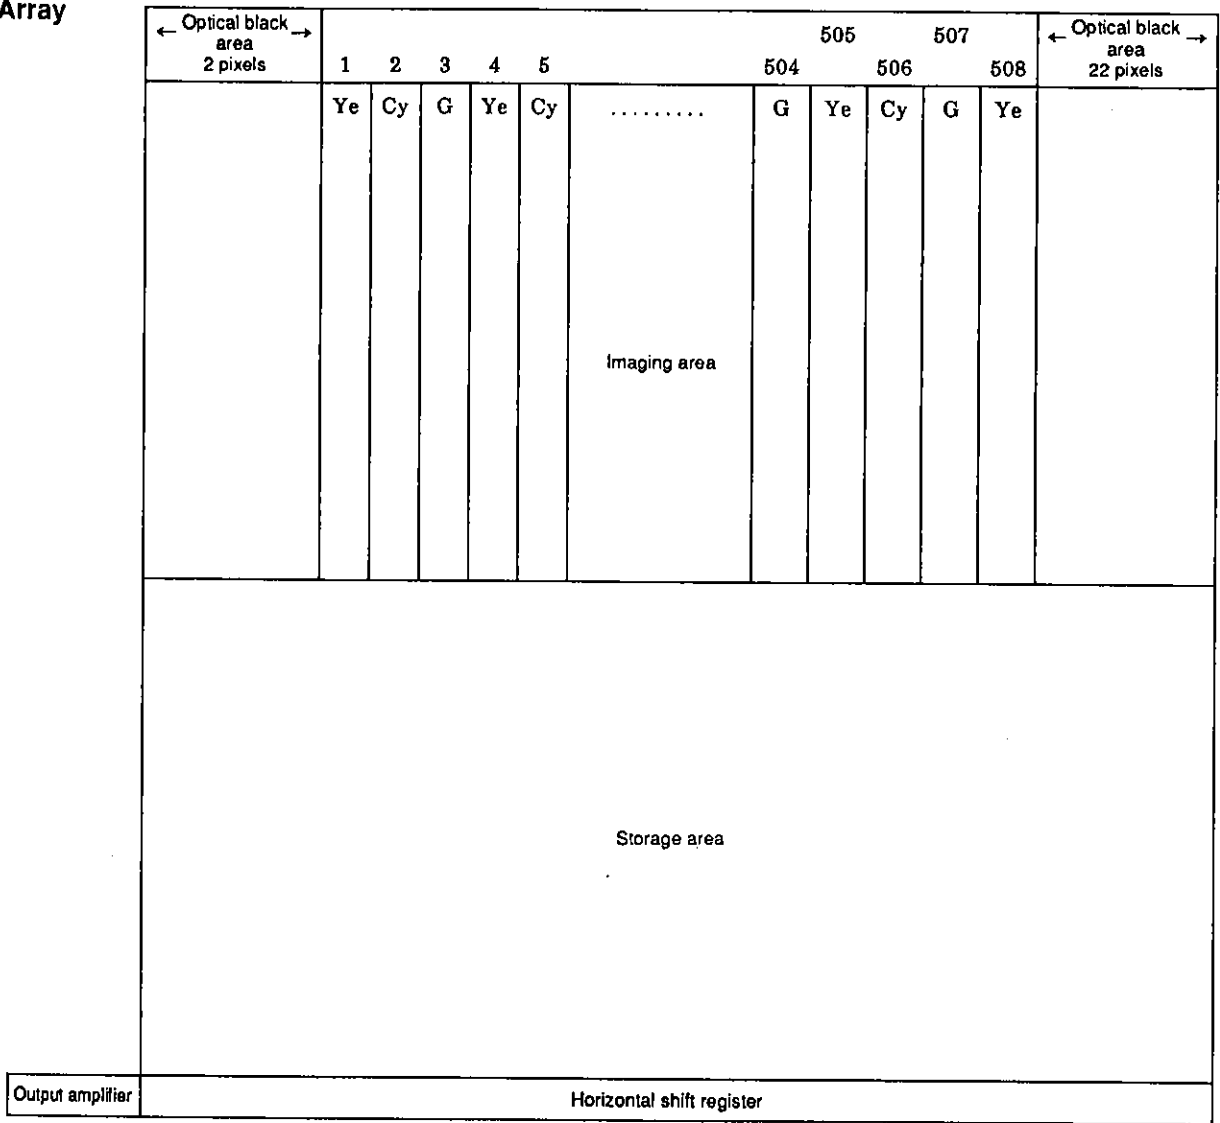 Array
← Optical black → area 2 pixels
1 2 3 4 5
505 507
504 506 508
← Optical black → area 22 pixels
Ye Cy G Ye Cy ......... G Ye Cy G Ye
Imaging area
Storage area
Output amplifier
Horizontal shift register